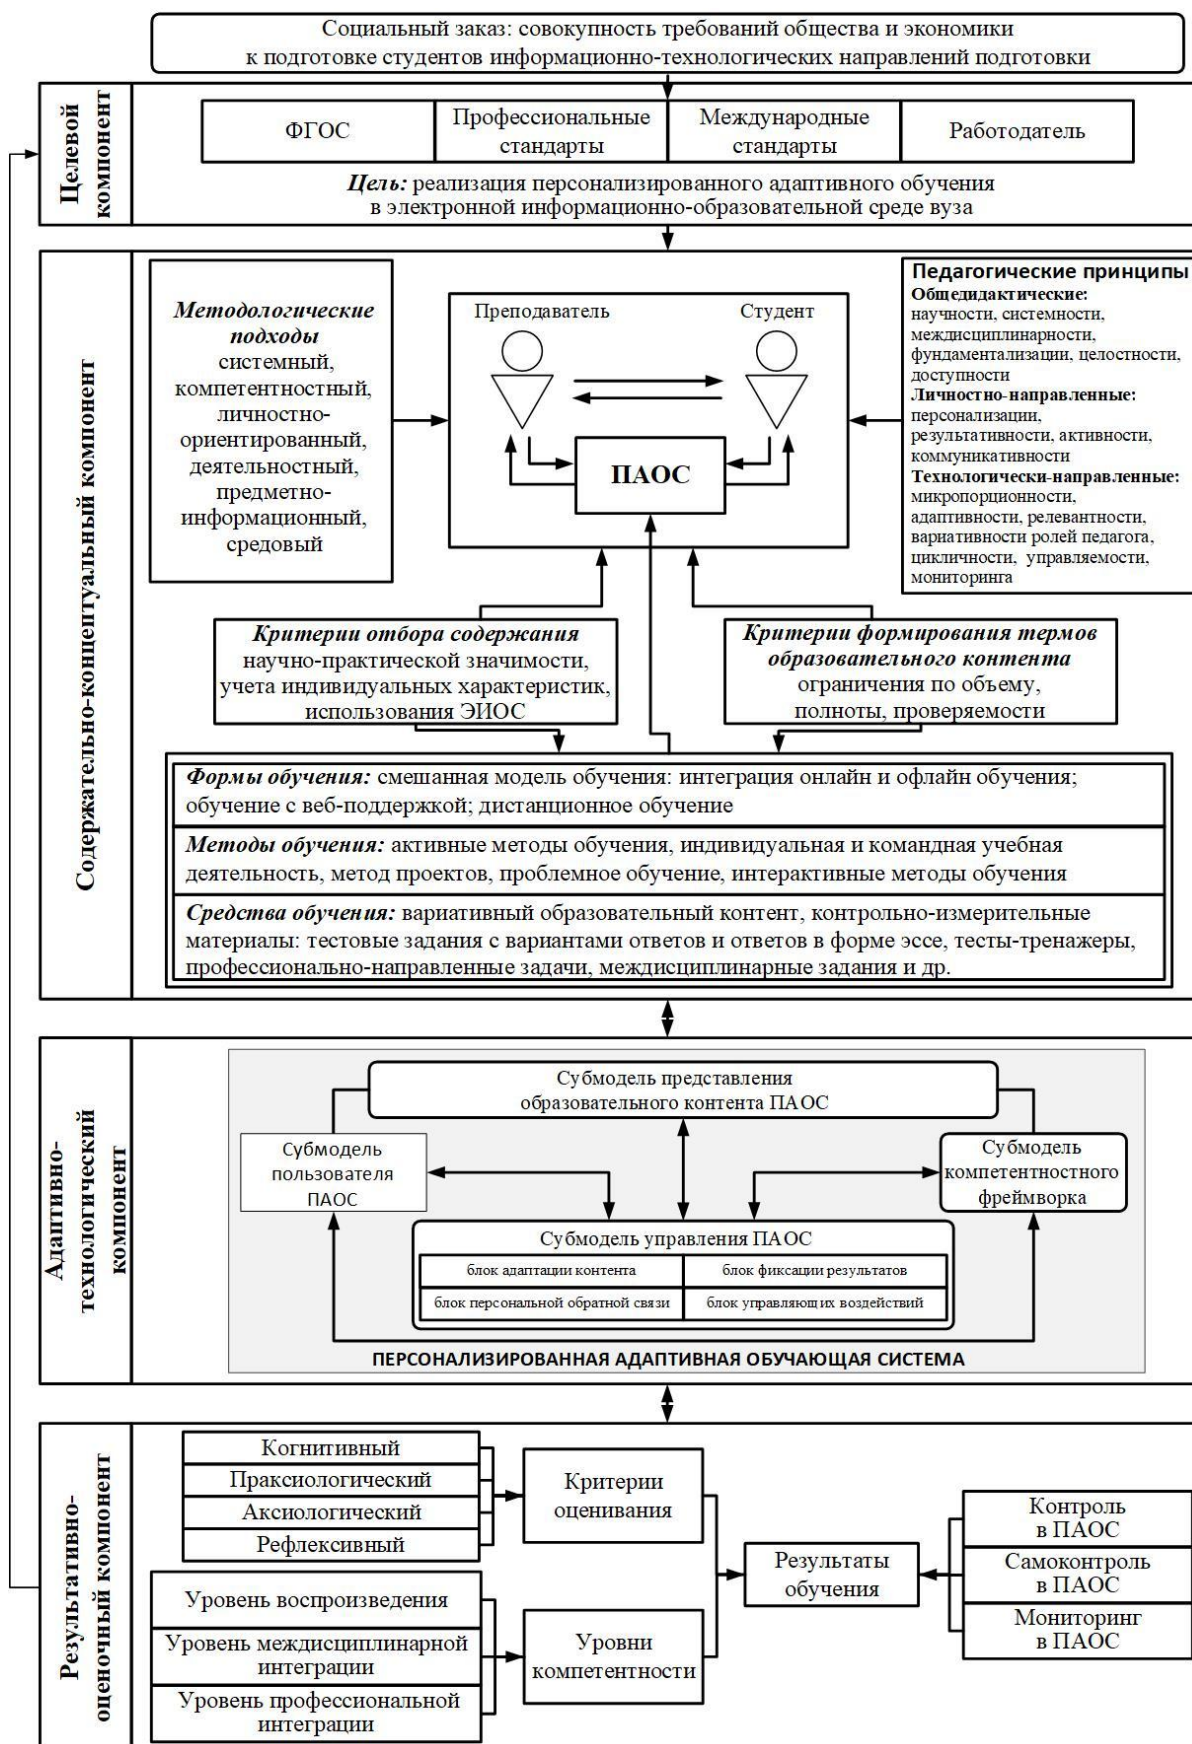 Социальный заказ: совокупность требований общества и экономики
к подготовке студентов информационно-технологических направлений подготовки
Целевой
компонент
ФГОС
Профессиональные
стандарты
Международные
стандарты
Работодатель
Цель: реализация персонализированного адаптивного обучения
в электронной информационно-образовательной среде вуза
Содержательно-концептуальный компонент
Методологические
подходы
системный,
компетентностный,
личностно-
ориентированный,
деятельностный,
предметно-
информационный,
средовый
Преподаватель
Студент
ПАОС
Педагогические принципы
Общедидактические:
научности, системности,
междисциплинарности,
фундаментализации, целостности,
доступности
Личностно-направленные:
персонализации,
результативности, активности,
коммуникативности
Технологически-направленные:
микропорционности,
адаптивности, релевантности,
вариативности ролей педагога,
цикличности, управляемости,
мониторинга
Критерии отбора содержания
научно-практической значимости,
учета индивидуальных характеристик,
использования ЭИОС
Критерии формирования термов
образовательного контента
ограничения по объему,
полноты, проверяемости
Формы обучения: смешанная модель обучения: интеграция онлайн и офлайн обучения;
обучение с веб-поддержкой; дистанционное обучение
Методы обучения: активные методы обучения, индивидуальная и командная учебная
деятельность, метод проектов, проблемное обучение, интерактивные методы обучения
Средства обучения: вариативный образовательный контент, контрольно-измерительные
материалы: тестовые задания с вариантами ответов и ответов в форме эссе, тесты-тренажеры,
профессионально-направленные задачи, междисциплинарные задания и др.
Адаптивно-
технологический
компонент
Субмодель представления
образовательного контента ПАОС
Субмодель
пользователя
ПАОС
Субмодель
компетентностного
фреймворка
Субмодель управления ПАОС
блок адаптации контента
блок фиксации результатов
блок персональной обратной связи
блок управляющих воздействий
ПЕРСОНАЛИЗИРОВАННАЯ АДАПТИВНАЯ ОБУЧАЮЩАЯ СИСТЕМА
Результативно-
оценочный компонент
Когнитивный
Праксиологический
Аксиологический
Рефлексивный
Критерии
оценивания
Уровень воспроизведения
Уровень междисциплинарной
интеграции
Уровень профессиональной
интеграции
Уровни
компетентности
Результаты
обучения
Контроль
в ПАОС
Самоконтроль
в ПАОС
Мониторинг
в ПАОС